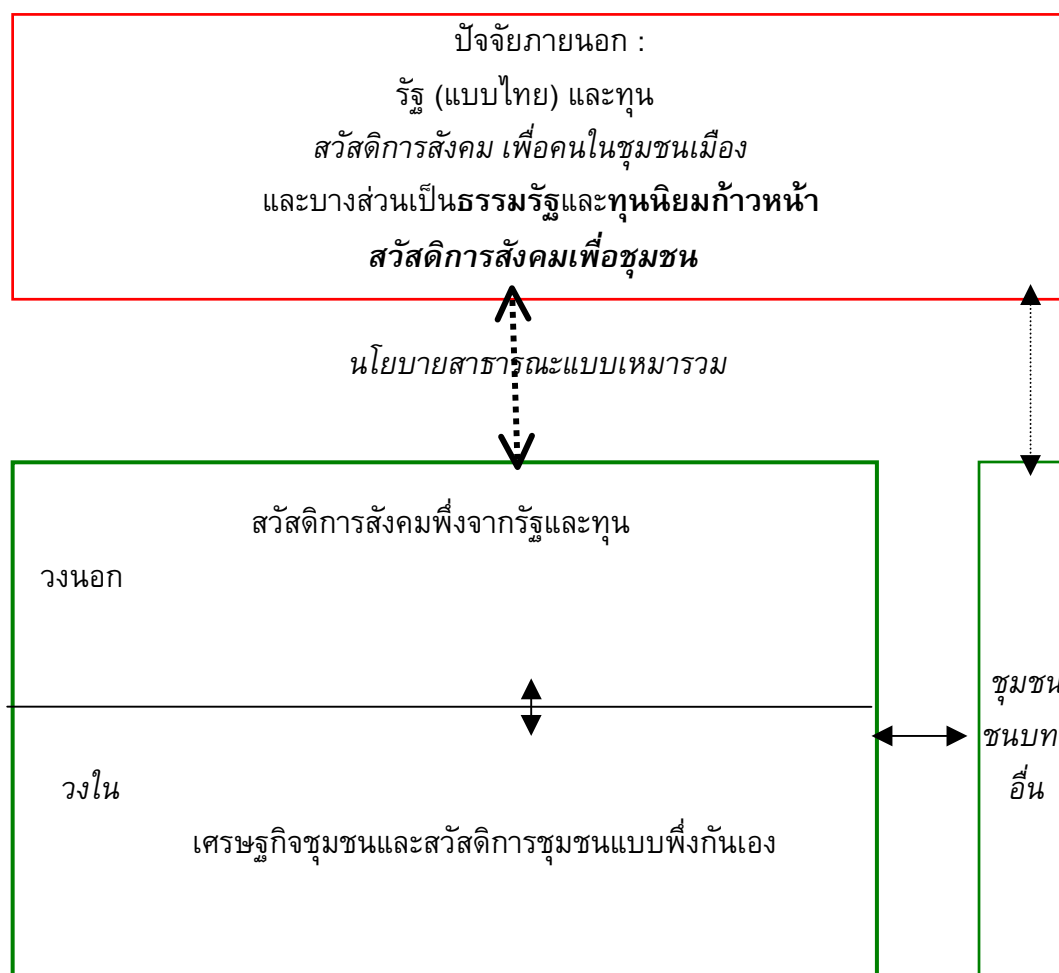 ปัจจัยภายนอก :
รัฐ (แบบไทย) และทุน
สวัสดิการสังคม เพื่อคนในชุมชนเมือง
และบางส่วนเป็นธรรมรัฐและทุนนิยมก้าวหน้า
สวัสดิการสังคมเพื่อชุมชน
นโยบายสาธารณะแบบเหมารวม
สวัสดิการสังคมพึ่งจากรัฐและทุน
วงนอก
ชุมชน
ชนบท
อื่น
วงใน
เศรษฐกิจชุมชนและสวัสดิการชุมชนแบบพึ่งกันเอง